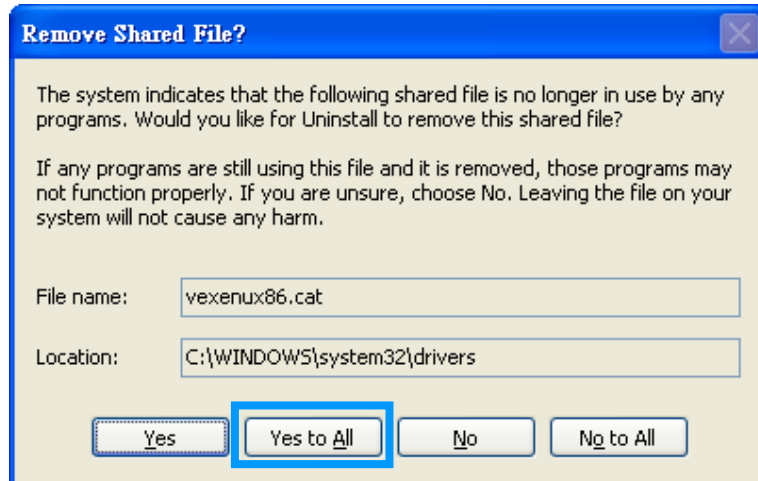 Remove Shared File?
The system indicates that the following shared file is no longer in use by any
programs. Would you like for Uninstall to remove this shared file?
If any programs are still using this file and it is removed, those programs may
not function properly. If you are unsure, choose No. Leaving the file on your
system will not cause any harm.
File name: vexenux86.cat
Location: C:\WINDOWS\system32\drivers
Yes Yes to All No No to All